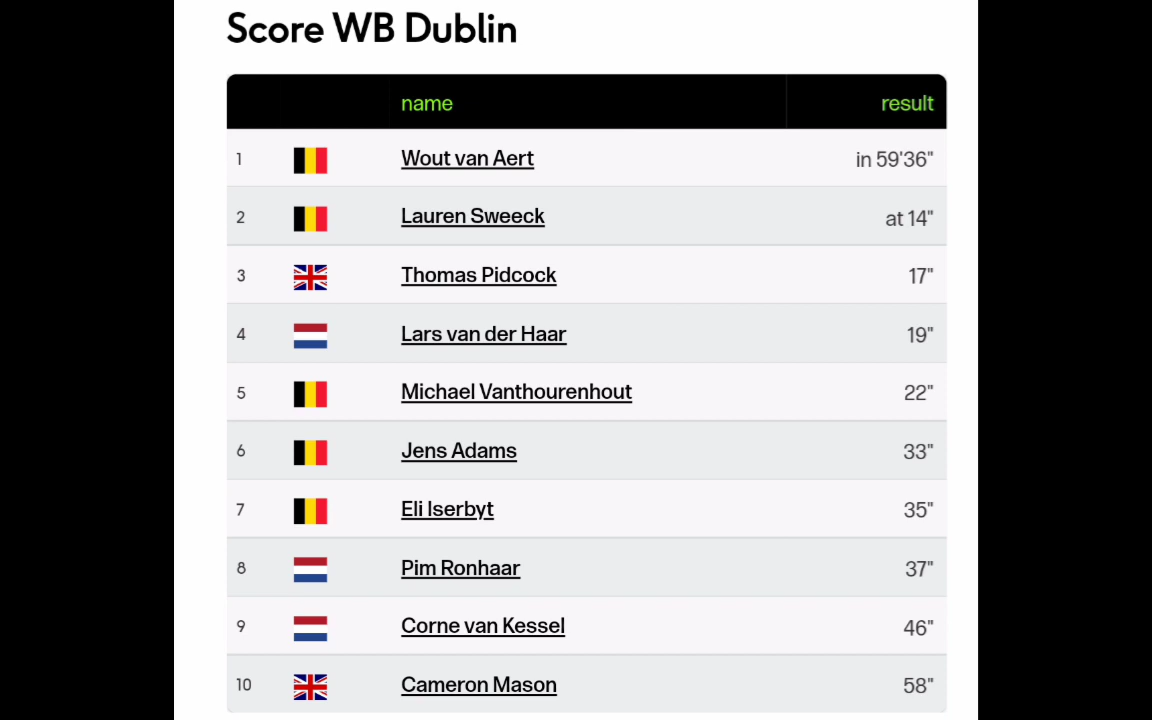 Score WB Dublin
name result
1 Wout van Aert in 59'36"
2 Lauren Sweeck at 14"
3 Thomas Pidcock 17"
4 Lars van der Haar 19"
5 Michael Vanthourenhout 22"
6 Jens Adams 33"
7 Eli Iserbyt 35"
8 Pim Ronhaar 37"
9 Corne van Kessel 46"
10 Cameron Mason 58"